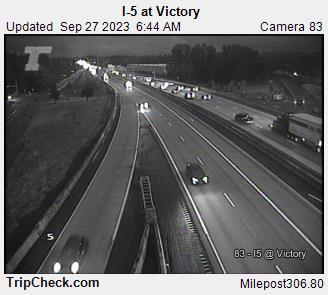 I-5 at Victory
Updated Sep 27 2023 6:44 AM Camera 83
T
S
83 - I5 @ Victory
TripCheck.com Milepost306.80